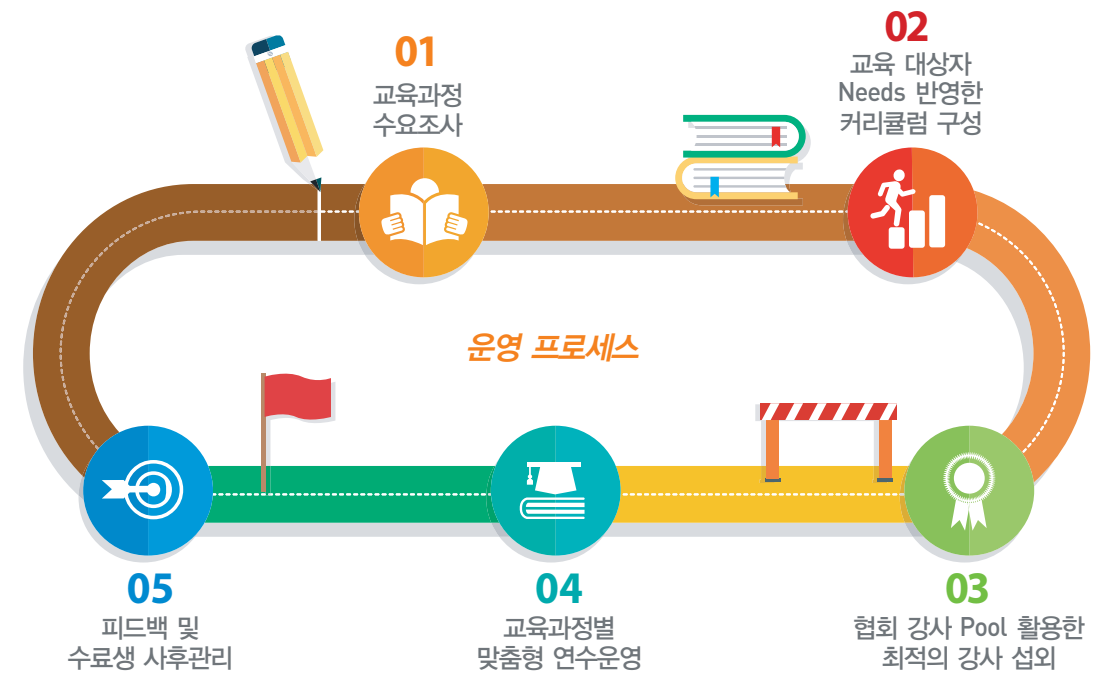 01
교육과정
수요조사
02
교육 대상자
Needs 반영한
커리큘럼 구성
운영 프로세스
03
협회 강사 Pool 활용한
최적의 강사 섭외
04
교육과정별
맞춤형 연수운영
05
피드백 및
수료생 사후관리